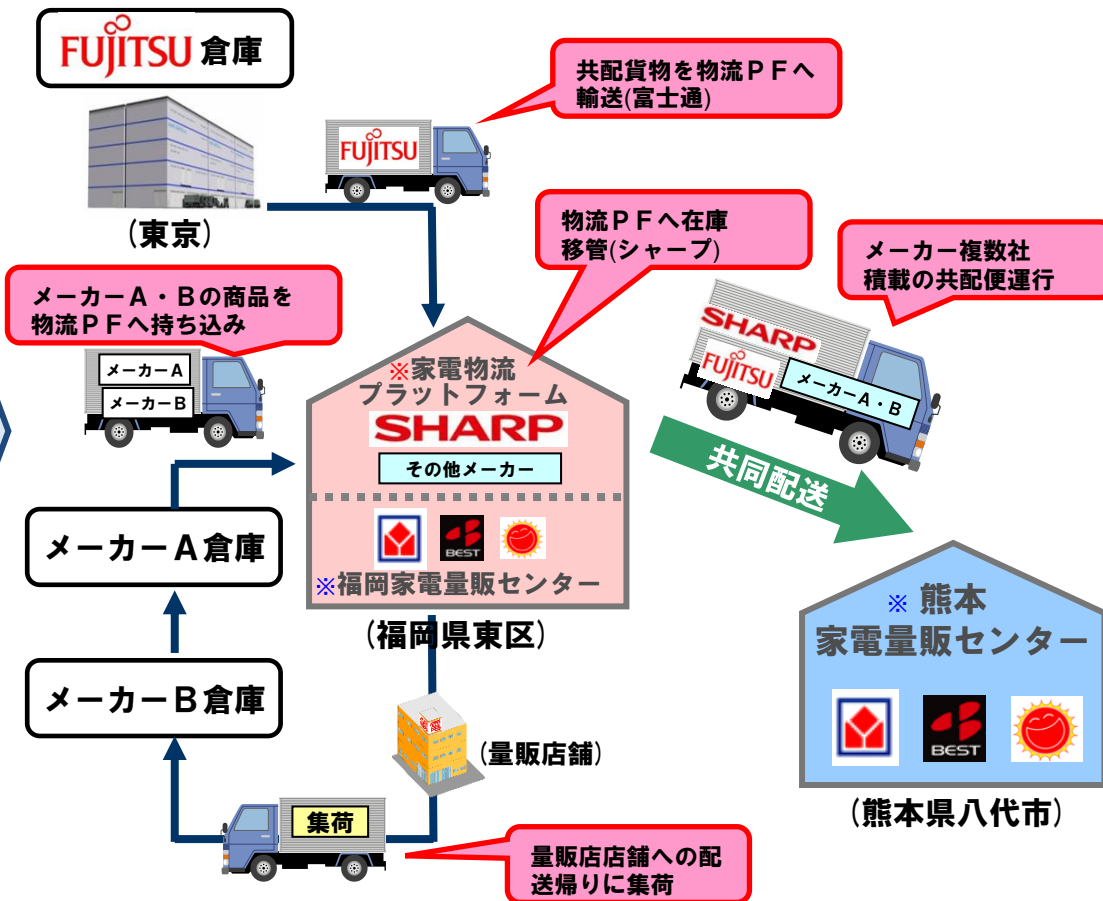 FUJITSU 倉庫
(東京)
FUJITSU
共配貨物を物流ＰＦへ
輸送(富士通)
物流ＰＦへ在庫
移管(シャープ)
メーカー複数社
積載の共配便運行
メーカーＡ・Ｂの商品を
物流ＰＦへ持ち込み
メーカーA
メーカーB
SHARP
FUJITSU
メーカーA・B
※家電物流
プラットフォーム
SHARP
その他メーカー
BEST
※福岡家電量販センター
(福岡県東区)
共同配送
メーカーＡ倉庫
メーカーＢ倉庫
※ 熊本
家電量販センター
BEST
(熊本県八代市)
(量販店舗)
集荷
量販店店舗への配
送帰りに集荷